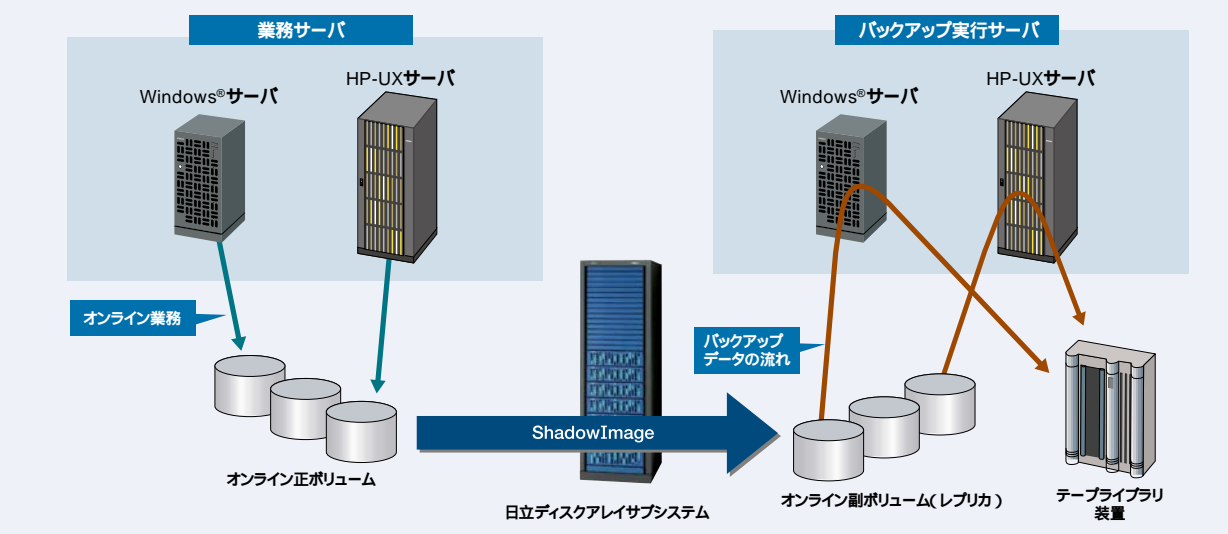 業務サーバ
Windows®サーバ
HP-UXサーバ
オンライン業務
オンライン正ボリューム
ShadowImage
日立ディスクアレイサブシステム
バックアップ実行サーバ
Windows®サーバ
HP-UXサーバ
バックアップ
データの流れ
オンライン副ボリューム(レプリカ)
テープライブラリ
装置